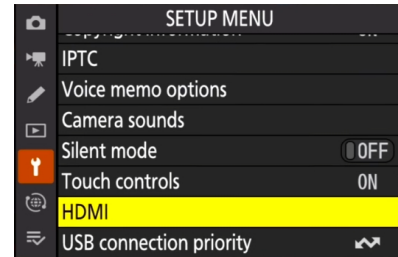 SETUP MENU
IPTC
Voice memo options
Camera sounds
Silent mode OFF
Touch controls ON
HDMI
USB connection priority